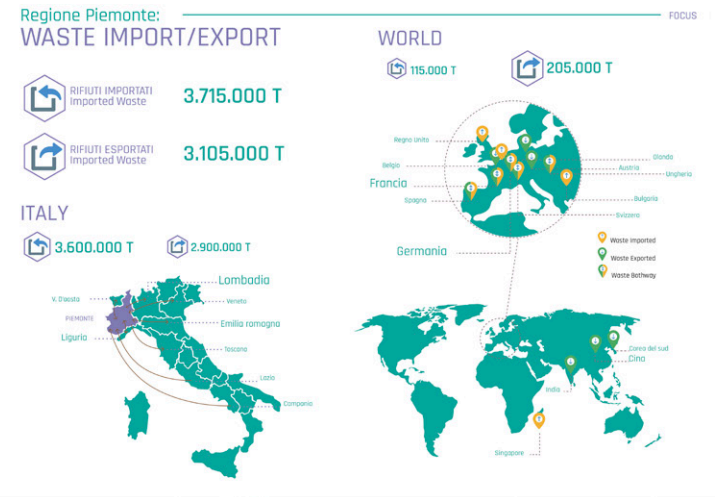 Regione Piemonte:
WASTE IMPORT/EXPORT
FOCUS
RIFIUTI IMPORTATI
Imported Waste
3.715.000 T
RIFIUTI ESPORTATI
Imported Waste
3.105.000 T
ITALY
3.600.000 T
2.900.000 T
Lombadia
V. D'aosta
Veneto
PIEMONTE
Emilia romagna
Liguria
Toscana
Lazio
Campania
WORLD
115.000 T
205.000 T
Regno Unito
Belgio
Francia
Spagna
Germania
Olanda
Austria
Ungheria
Bulgaria
Svizzera
Waste Imported
Waste Exported
Waste Bothway
Corea del sud
Cina
India
Singapore